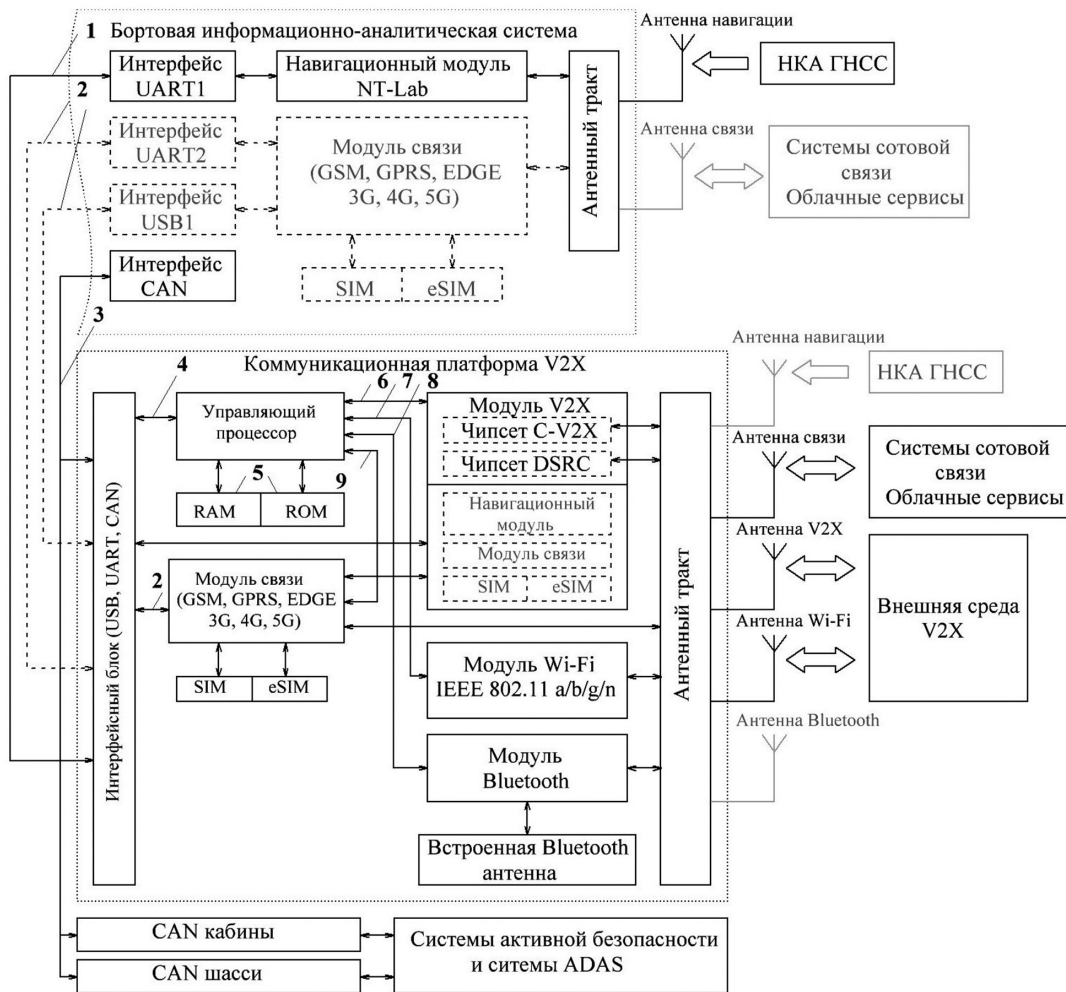 1
Бортовая информационно-аналитическая система
2
Интерфейс
UART1
Навигационный модуль
NT-Lab
Интерфейс
UART2
Модуль связи
(GSM, GPRS, EDGE
3G, 4G, 5G)
Интерфейс
USB1
Интерфейс
CAN
SIM
eSIM
Антенный тракт
Антенна навигации
НКА ГНСС
Антенна связи
Системы сотовой
связи
Облачные сервисы
3
Коммуникационная платформа V2X
4
6
7
8
Управляющий
процессор
5
9
RAM
ROM
Модуль V2X
Чипсет C-V2X
Чипсет DSRC
Навигационный
модуль
Модуль связи
SIM
eSIM
2
Модуль связи
(GSM, GPRS, EDGE
3G, 4G, 5G)
SIM
eSIM
Интерфейсный блок (USB, UART, CAN)
Модуль Wi-Fi
IEEE 802.11 a/b/g/n
Модуль
Bluetooth
Встроенная Bluetooth
антенна
Антенный тракт
Антенна навигации
НКА ГНСС
Антенна связи
Системы сотовой
связи
Облачные сервисы
Антенна V2X
Антенна Wi-Fi
Внешняя среда
V2X
Антенна Bluetooth
CAN кабины
CAN шасси
Системы активной безопасности
и ситемы ADAS